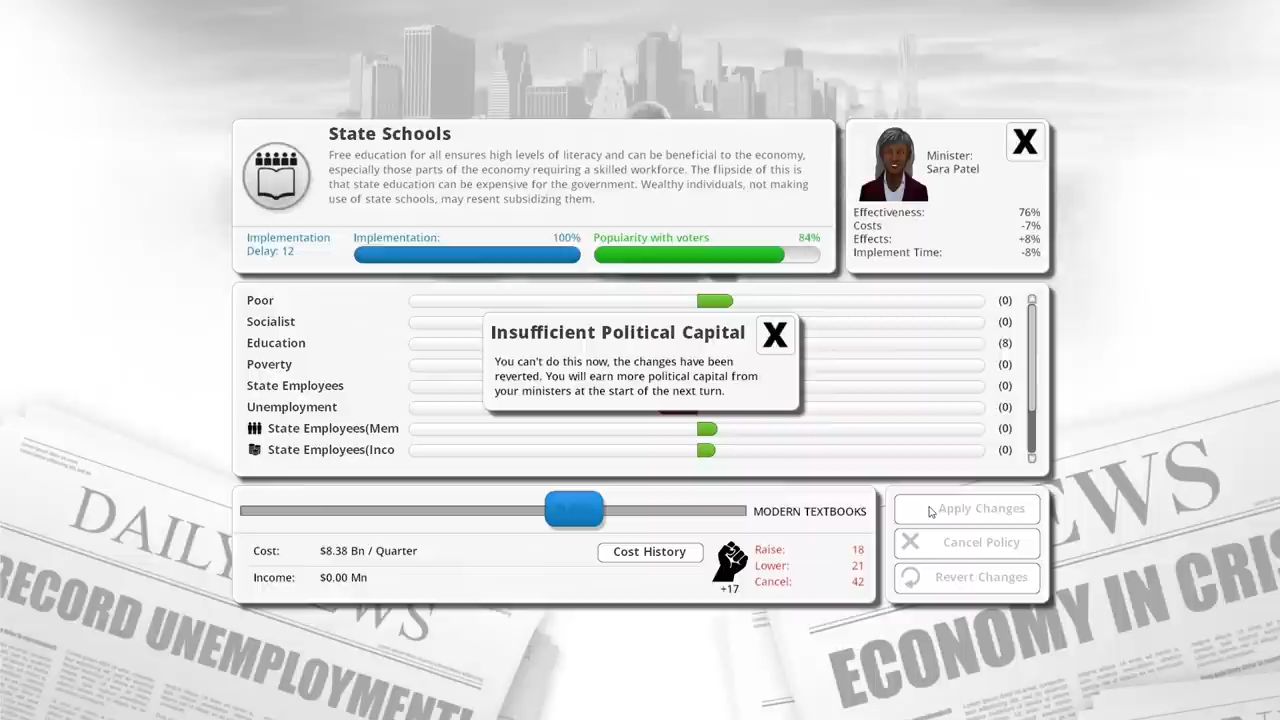 State Schools
Free education for all ensures high levels of literacy and can be beneficial to the economy,
especially those parts of the economy requiring a skilled workforce. The flipside of this is
that state education can be expensive for the government. Wealthy individuals, not making
use of state schools, may resent subsidizing them.
Implementation
Delay: 12
Implementation: 100%
Popularity with voters 84%
X
Minister:
Sara Patel
Effectiveness: 76%
Costs -7%
Effects: +8%
Implement Time: -8%
Poor (0)
Socialist (0)
Education (8)
Poverty (0)
State Employees (0)
Unemployment (0)
State Employees(Mem (0)
State Employees(Inco (0)
Insufficient Political Capital X
You can't do this now, the changes have been
reverted. You will earn more political capital from
your ministers at the start of the next turn.
MODERN TEXTBOOKS
Cost: $8.38 Bn / Quarter
Income: $0.00 Mn
Cost History
+17
Raise: 18
Lower: 21
Cancel: 42
Apply Changes
Cancel Policy
Revert Changes
DAILY
NEWS
RECORD UNEMPLOYMENT!
EWS
ECONOMY IN CRIS